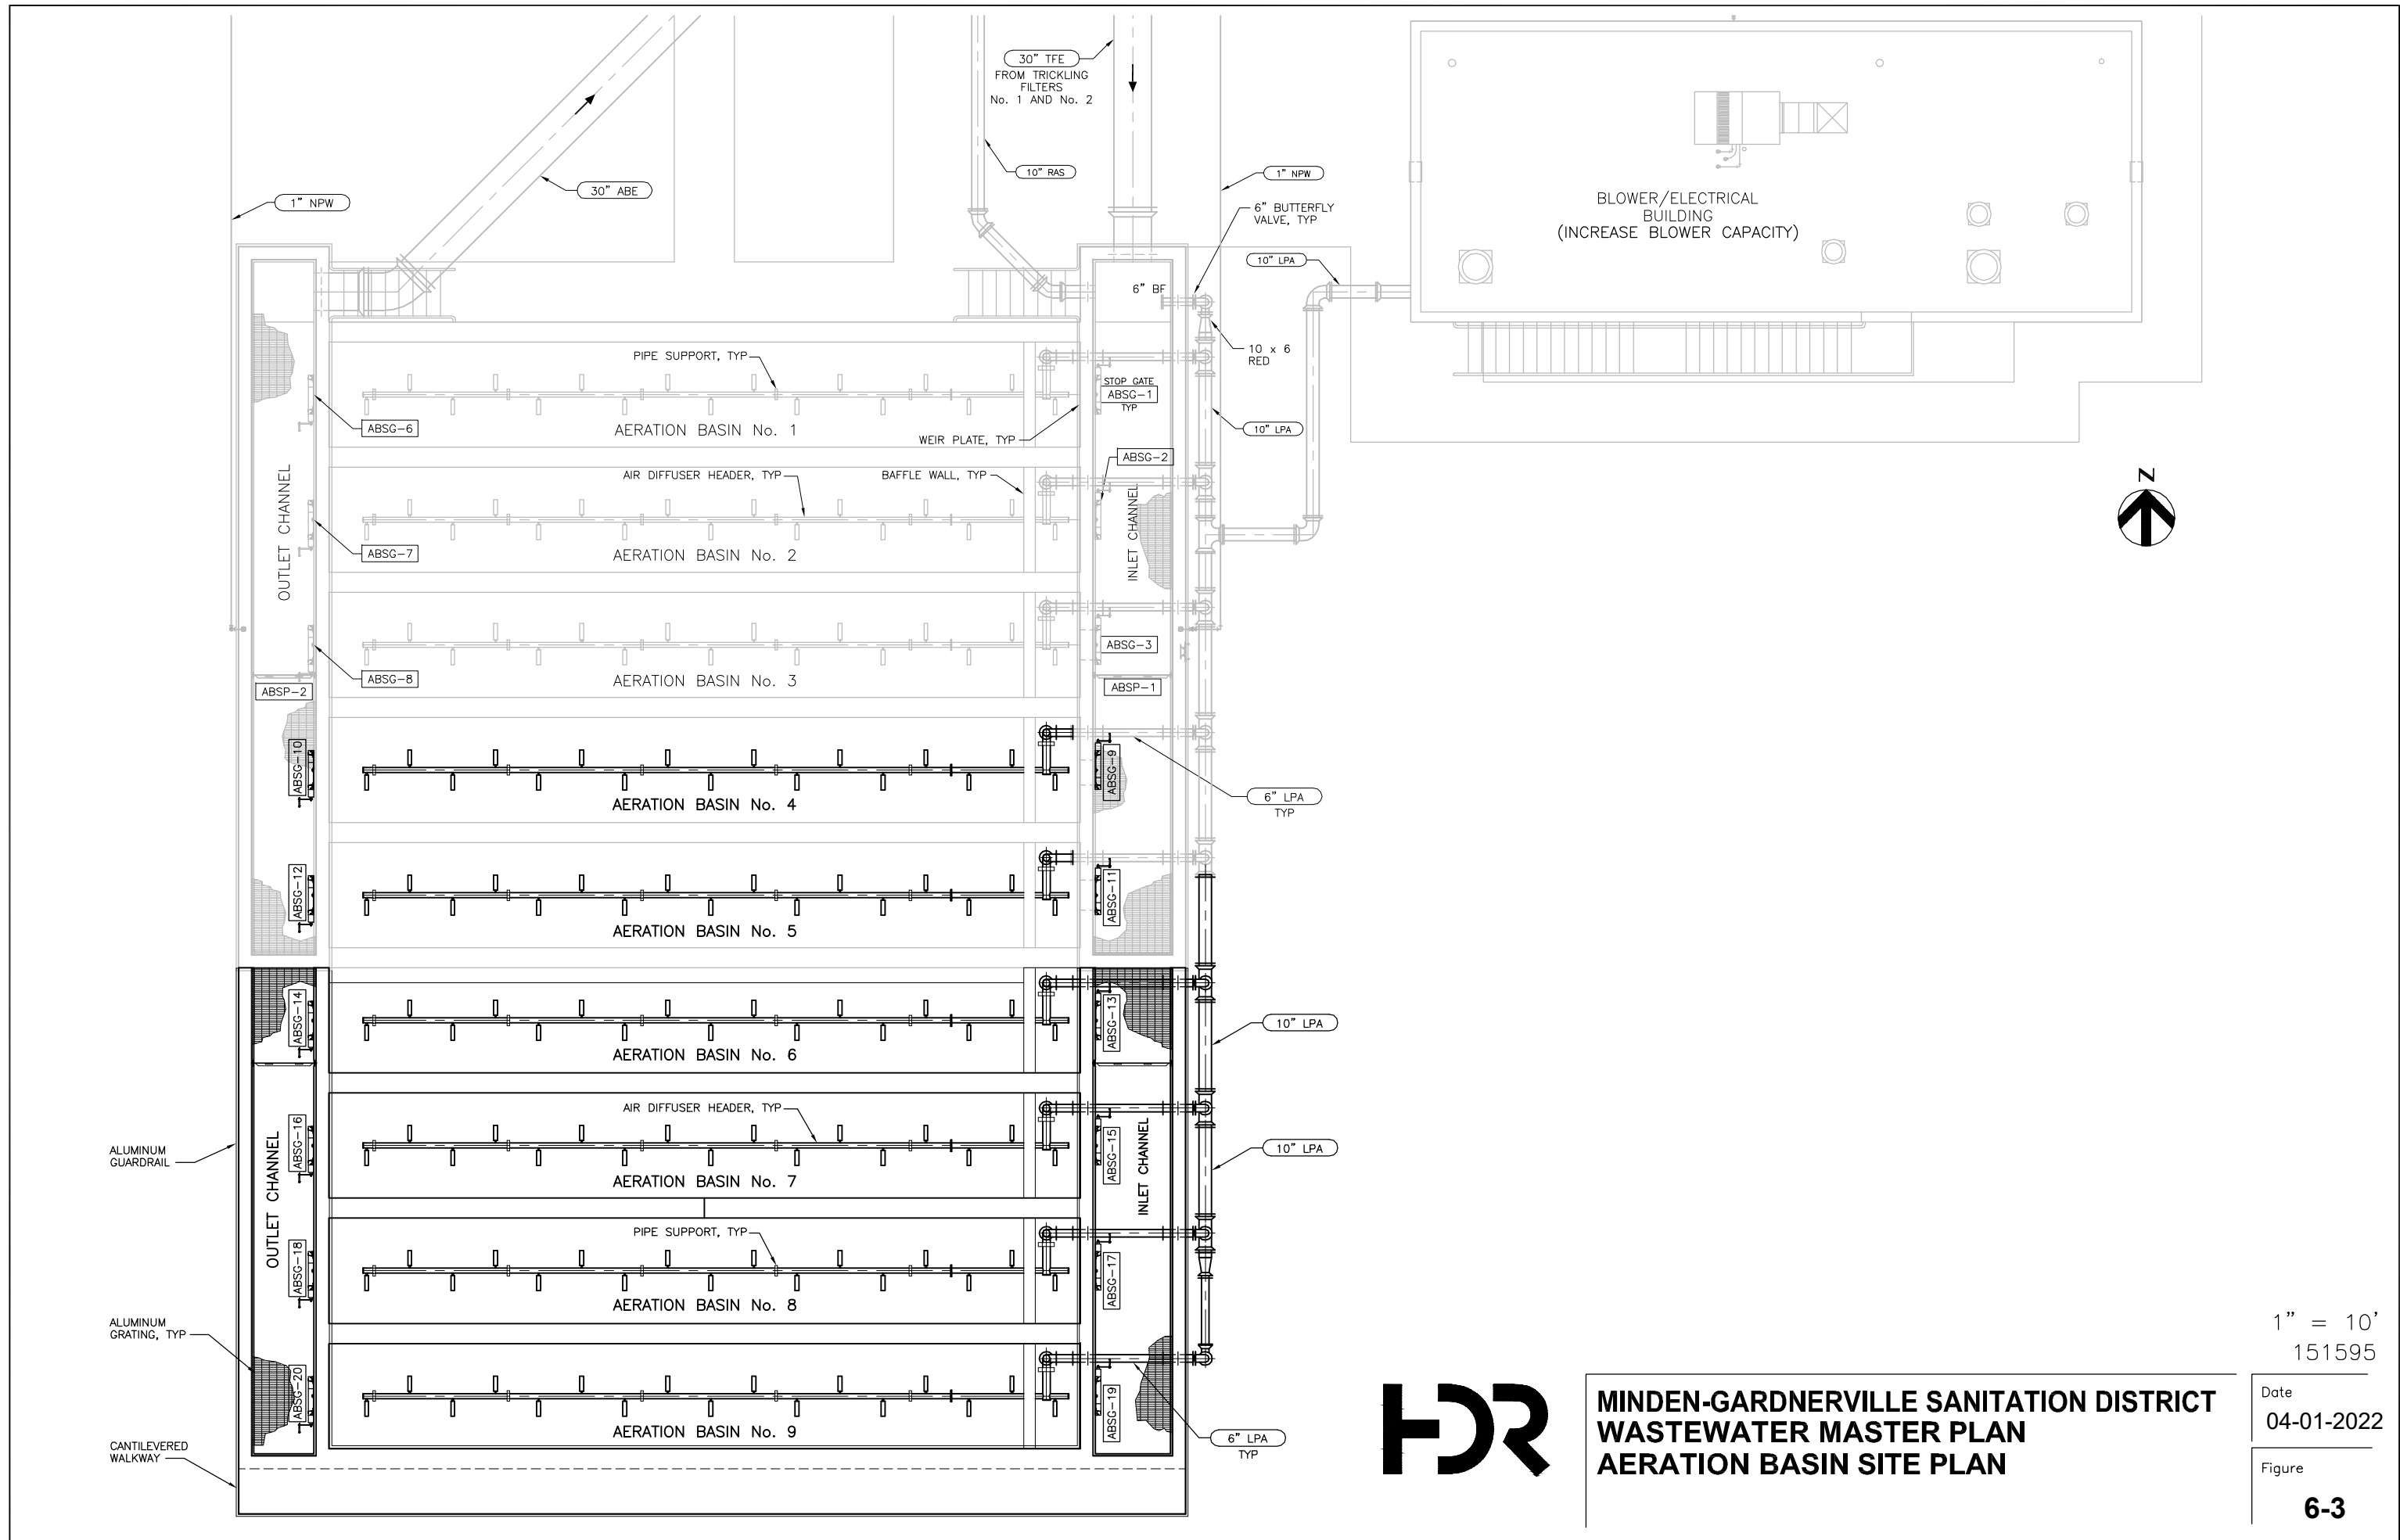 30" TFE
FROM TRICKLING
FILTERS
No. 1 AND No. 2
10" RAS
30" ABE
1" NPW
1" NPW
6" BUTTERFLY
VALVE, TYP
BLOWER/ELECTRICAL
BUILDING
(INCREASE BLOWER CAPACITY)
10" LPA
6" BF
10 x 6
RED
PIPE SUPPORT, TYP
STOP GATE
ABSG-1
TYP
ABSG-6
AERATION BASIN No. 1
WEIR PLATE, TYP
10" LPA
ABSG-2
AIR DIFFUSER HEADER, TYP
BAFFLE WALL, TYP
OUTLET CHANNEL
INLET CHANNEL
N
ABSG-7
AERATION BASIN No. 2
ABSG-3
ABSG-8
AERATION BASIN No. 3
ABSP-2
ABSP-1
ABSG-10
ABSG-9
AERATION BASIN No. 4
6" LPA
TYP
ABSG-12
ABSG-11
AERATION BASIN No. 5
ABSG-14
ABSG-13
10" LPA
AERATION BASIN No. 6
AIR DIFFUSER HEADER, TYP
ABSG-16
ABSG-15
10" LPA
ALUMINUM
GUARDRAIL
OUTLET CHANNEL
INLET CHANNEL
AERATION BASIN No. 7
PIPE SUPPORT, TYP
ABSG-18
ABSG-17
AERATION BASIN No. 8
ALUMINUM
GRATING, TYP
ABSG-20
ABSG-19
AERATION BASIN No. 9
6" LPA
TYP
CANTILEVERED
WALKWAY
1" = 10'
151595
HDR
MINDEN-GARDNERVILLE SANITATION DISTRICT
WASTEWATER MASTER PLAN
AERATION BASIN SITE PLAN
Date
04-01-2022
Figure
6-3